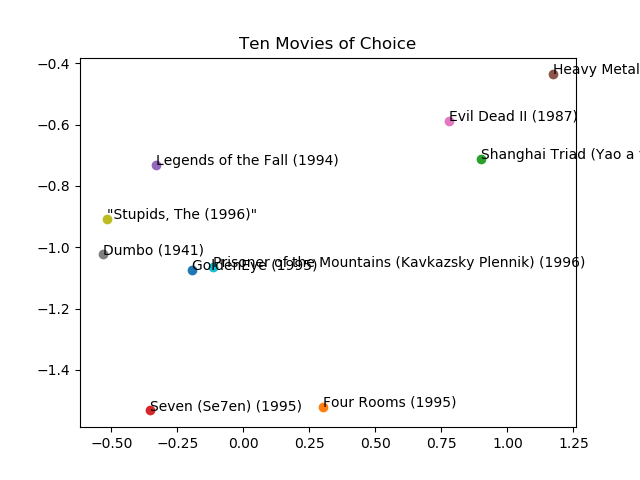 Ten Movies of Choice
−0.4
Heavy Metal
Evil Dead II (1987)
−0.6
Shanghai Triad (Yao a
Legends of the Fall (1994)
−0.8
"Stupids, The (1996)"
−1.0
Dumbo (1941)
Prisoner of the Mountains (Kavkazsky Plennik) (1996)
GoldenEye (1995)
−1.2
−1.4
Four Rooms (1995)
Seven (Se7en) (1995)
−0.50 −0.25 0.00 0.25 0.50 0.75 1.00 1.25